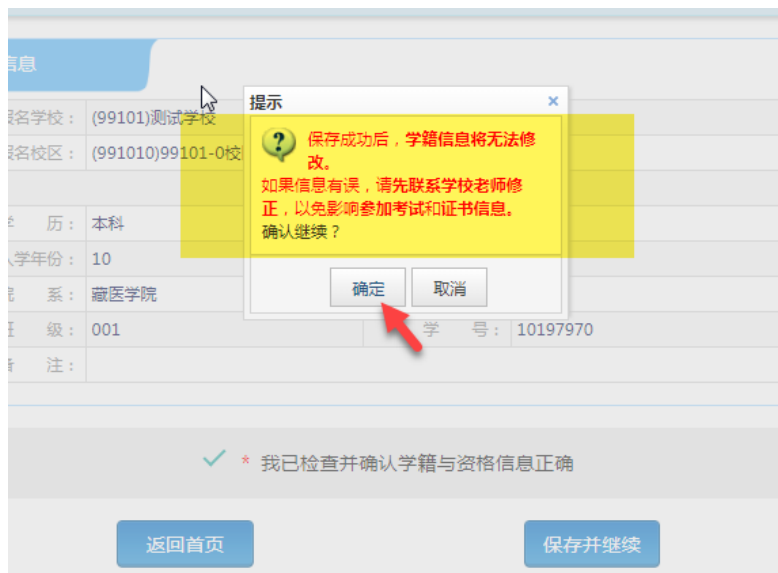 信息
提示 ×
报名学校： (99101)测试学校
报名校区： (991010)99101-0校
保存成功后，学籍信息将无法修
改。
如果信息有误，请先联系学校老师修
正，以免影响参加考试和证书信息。
确认继续？
确定 取消
历： 本科
入学年份： 10
系： 藏医学院
级： 001 学 号： 10197970
注：
* 我已检查并确认学籍与资格信息正确
返回首页 保存并继续